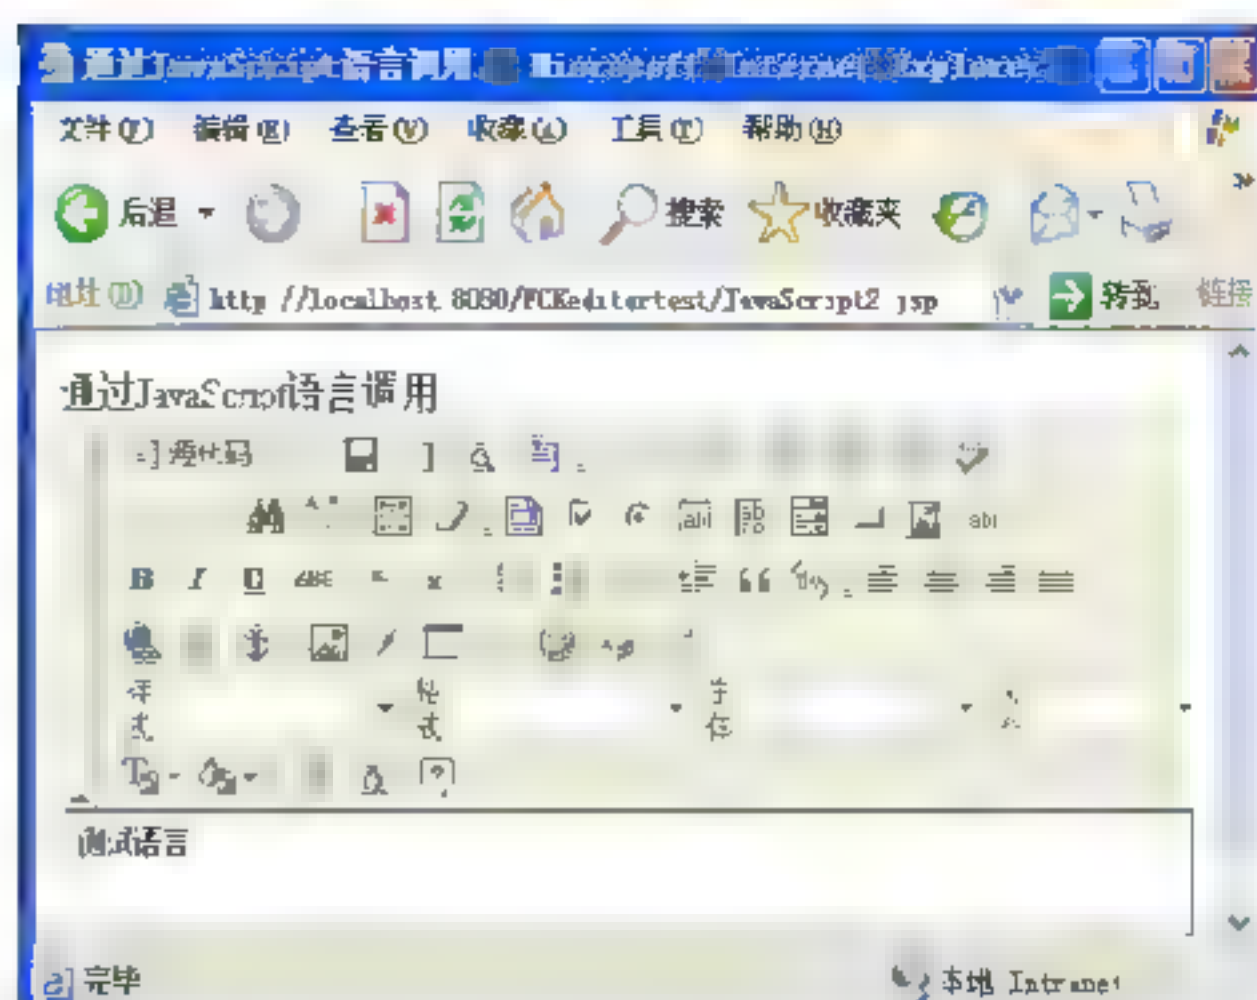 通过JavaScript语言调用 - Microsoft Internet Explorer
文件(F) 编辑(E) 查看(V) 收藏(A) 工具(T) 帮助(H)
后退 搜索 收藏夹
地址(D) http://localhost:8080/FCKeditortest/JavaScript2.jsp 转到 链接
通过JavaScript语言调用
源代码
B I U ABC
样式 格式 字体
测试语言
完毕 本地 Intranet